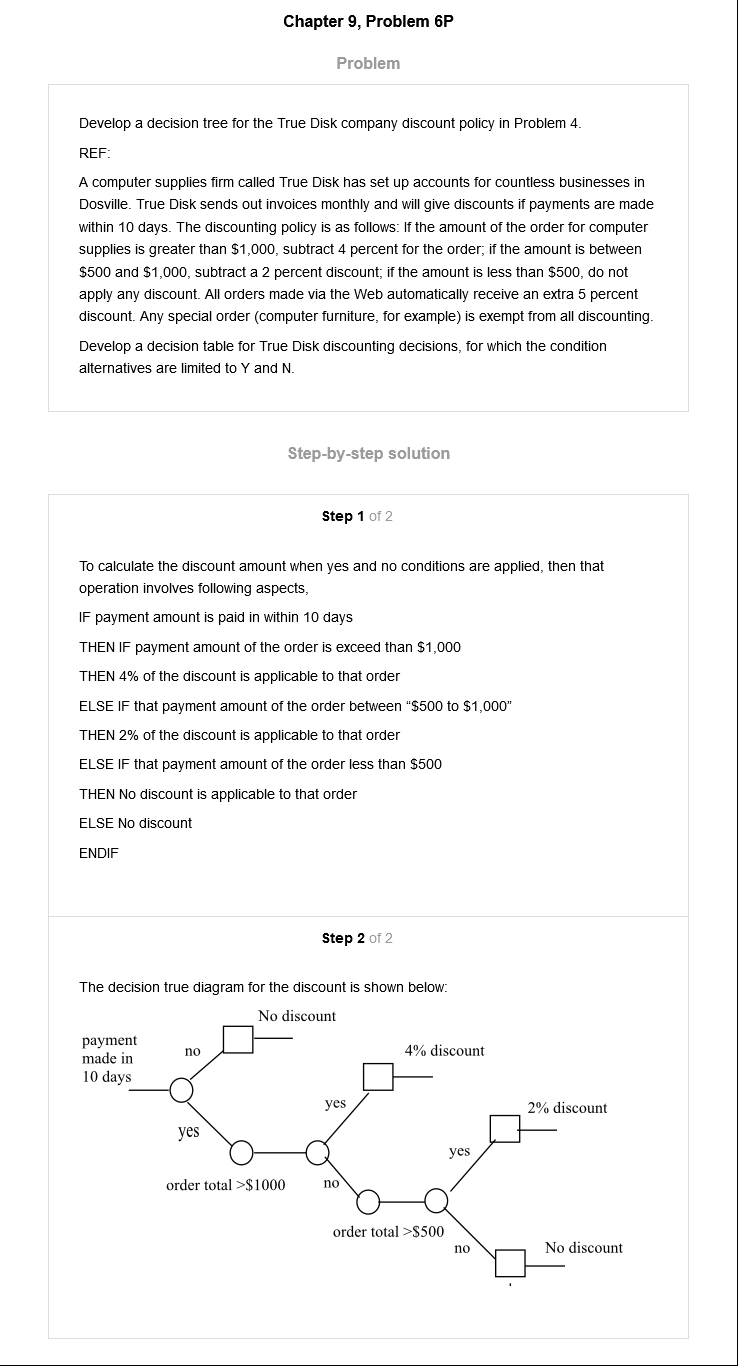 Chapter 9, Problem 6P
Problem
Develop a decision tree for the True Disk company discount policy in Problem 4.
REF:
A computer supplies firm called True Disk has set up accounts for countless businesses in
Dosville. True Disk sends out invoices monthly and will give discounts if payments are made
within 10 days. The discounting policy is as follows: If the amount of the order for computer
supplies is greater than $1,000, subtract 4 percent for the order; if the amount is between
$500 and $1,000, subtract a 2 percent discount; if the amount is less than $500, do not
apply any discount. All orders made via the Web automatically receive an extra 5 percent
discount. Any special order (computer furniture, for example) is exempt from all discounting.
Develop a decision table for True Disk discounting decisions, for which the condition
alternatives are limited to Y and N.
Step-by-step solution
Step 1 of 2
To calculate the discount amount when yes and no conditions are applied, then that
operation involves following aspects,
IF payment amount is paid in within 10 days
THEN IF payment amount of the order is exceed than $1,000
THEN 4% of the discount is applicable to that order
ELSE IF that payment amount of the order between “$500 to $1,000”
THEN 2% of the discount is applicable to that order
ELSE IF that payment amount of the order less than $500
THEN No discount is applicable to that order
ELSE No discount
ENDIF
Step 2 of 2
The decision true diagram for the discount is shown below:
No discount
payment
made in
10 days
no
4% discount
yes
2% discount
yes
yes
order total >$1000
no
order total >$500
no
No discount